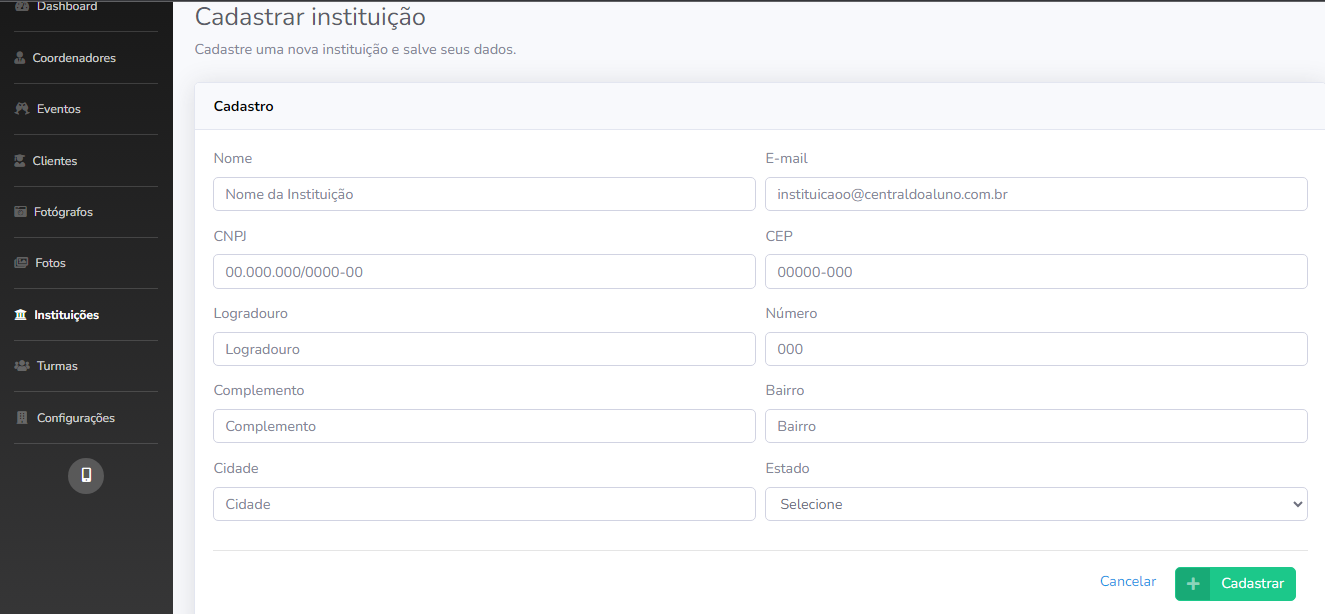 Dashboard
Coordenadores
Eventos
Clientes
Fotógrafos
Fotos
Instituições
Turmas
Configurações
Cadastrar instituição
Cadastre uma nova instituição e salve seus dados.
Cadastro
Nome E-mail
Nome da Instituição instituicaoo@centraldoaluno.com.br
CNPJ CEP
00.000.000/0000-00 00000-000
Logradouro Número
Logradouro 000
Complemento Bairro
Complemento Bairro
Cidade Estado
Cidade Selecione
Cancelar + Cadastrar